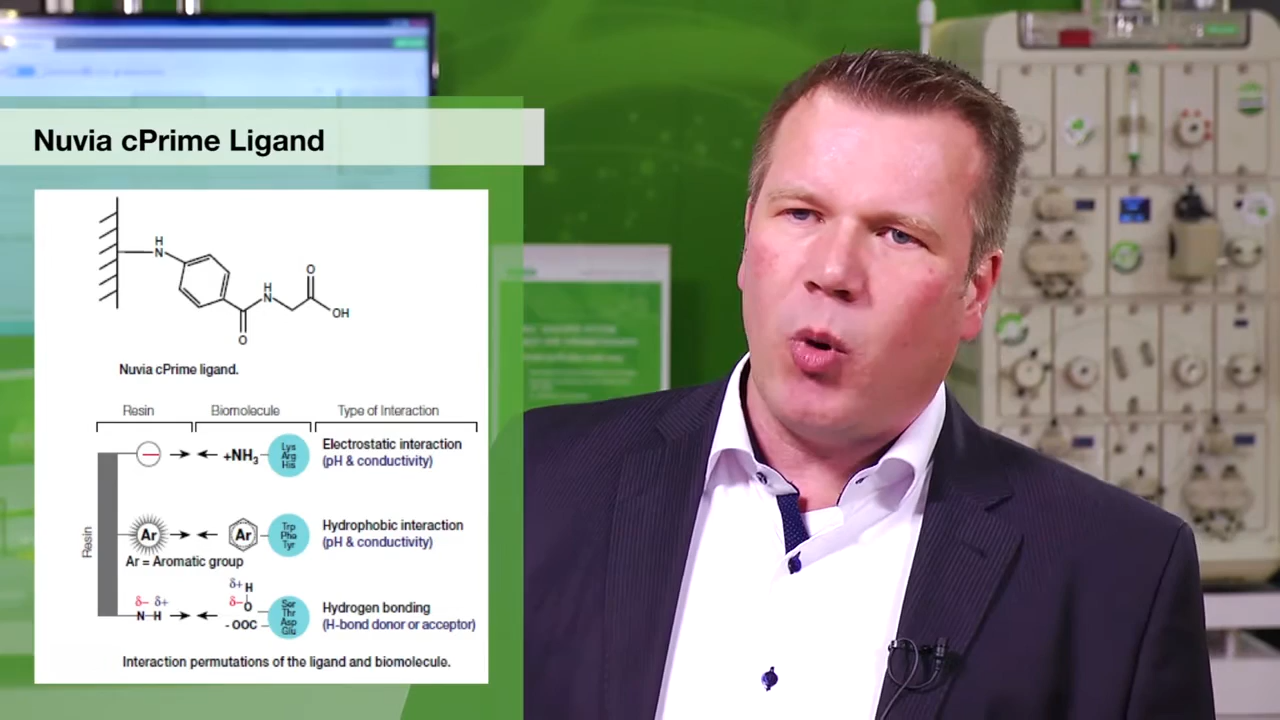 Nuvia cPrime Ligand
H
N
O
H
N
OH
O
Nuvia cPrime ligand.
Resin Biomolecule Type of Interaction
+NH3 Lys Arg His Electrostatic interaction
(pH & conductivity)
Resin
Ar Ar Trp Phe Tyr Hydrophobic interaction
(pH & conductivity)
Ar = Aromatic group
δ+ H
δ– δ+ δ– O Ser Thr Asp Glu Hydrogen bonding
N H - OOC (H-bond donor or acceptor)
Interaction permutations of the ligand and biomolecule.